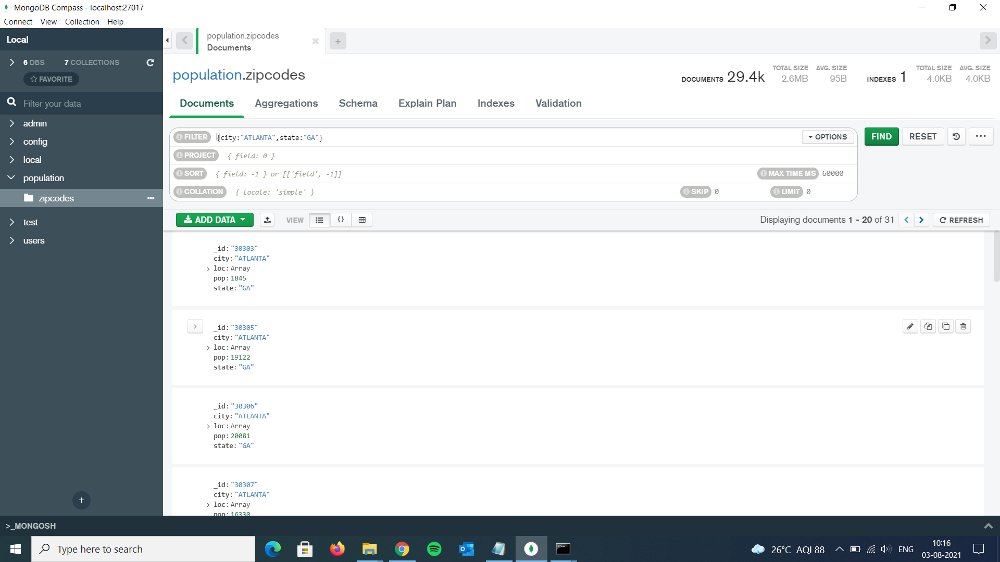 MongoDB Compass - localhost:27017
Connect View Collection Help
Local
6 DBS 7 COLLECTIONS
FAVORITE
Filter your data
admin
config
local
population
zipcodes
test
users
population.zipcodes
Documents
population.zipcodes
DOCUMENTS 29.4k TOTAL SIZE 2.6MB AVG. SIZE 95B INDEXES 1 TOTAL SIZE 4.0KB AVG. SIZE 4.0KB
Documents Aggregations Schema Explain Plan Indexes Validation
FILTER {city:"ATLANTA",state:"GA"} OPTIONS FIND RESET
PROJECT { field: 0 }
SORT { field: -1 } or [['field', -1]] MAX TIME MS 60000
COLLATION { locale: 'simple' } SKIP 0 LIMIT 0
ADD DATA VIEW {} Displaying documents 1 - 20 of 31 REFRESH
_id: "30303"
city: "ATLANTA"
loc: Array
pop: 1845
state: "GA"
_id: "30305"
city: "ATLANTA"
loc: Array
pop: 19122
state: "GA"
_id: "30306"
city: "ATLANTA"
loc: Array
pop: 20081
state: "GA"
_id: "30307"
city: "ATLANTA"
loc: Array
pop: 16330
>_MONGOSH
Type here to search
26°C AQI 88 ENG 10:16
03-08-2021